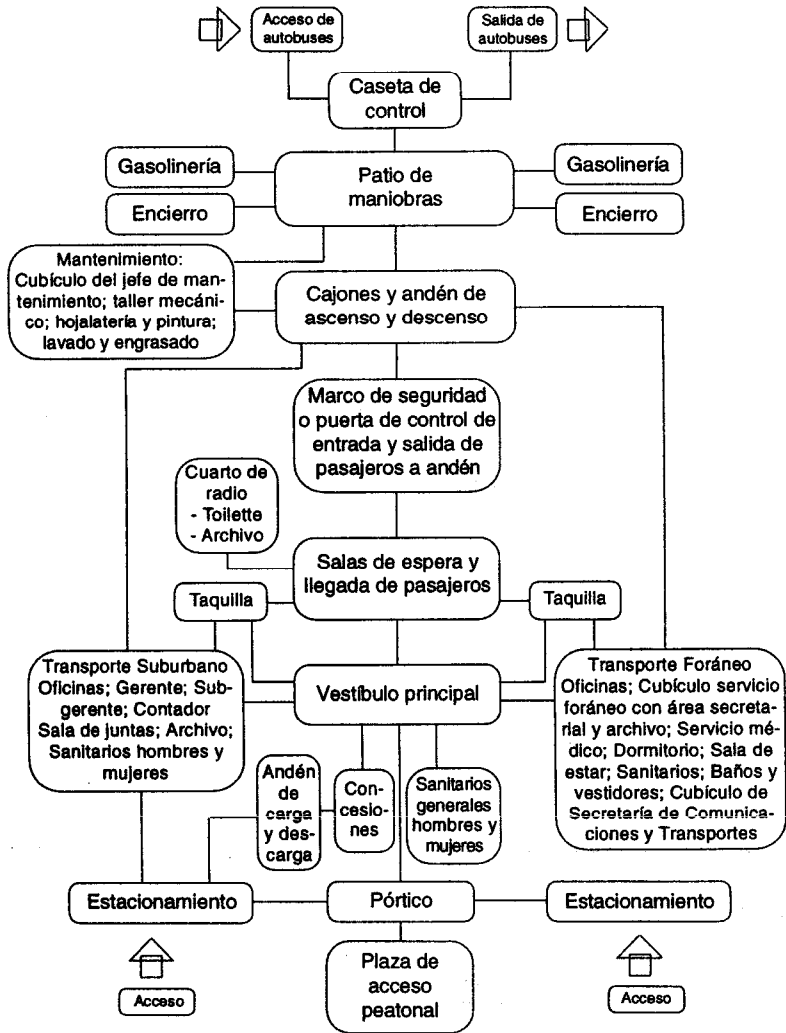 Acceso de
autobuses
Salida de
autobuses
Caseta de
control
Gasolinería
Encierro
Patio de
maniobras
Gasolinería
Encierro
Mantenimiento:
Cubículo del jefe de man-
tenimiento; taller mecáni-
co; hojalatería y pintura;
lavado y engrasado
Cajones y andén de
ascenso y descenso
Marco de seguridad
o puerta de control de
entrada y salida de
pasajeros a andén
Cuarto de
radio
- Toilette
- Archivo
Salas de espera y
llegada de pasajeros
Taquilla
Taquilla
Transporte Suburbano
Oficinas; Gerente; Sub-
gerente; Contador
Sala de juntas; Archivo;
Sanitarios hombres y
mujeres
Vestíbulo principal
Transporte Foráneo
Oficinas; Cubículo servicio
foráneo con área secreta-
rial y archivo; Servicio mé-
dico; Dormitorio; Sala de
estar; Sanitarios; Baños y
vestidores; Cubículo de
Secretaría de Comunica-
ciones y Transportes
Andén
de
carga
y des-
carga
Con-
cesio-
nes
Sanitarios
generales
hombres y
mujeres
Estacionamiento
Pórtico
Estacionamiento
Plaza de
acceso
peatonal
Acceso
Acceso